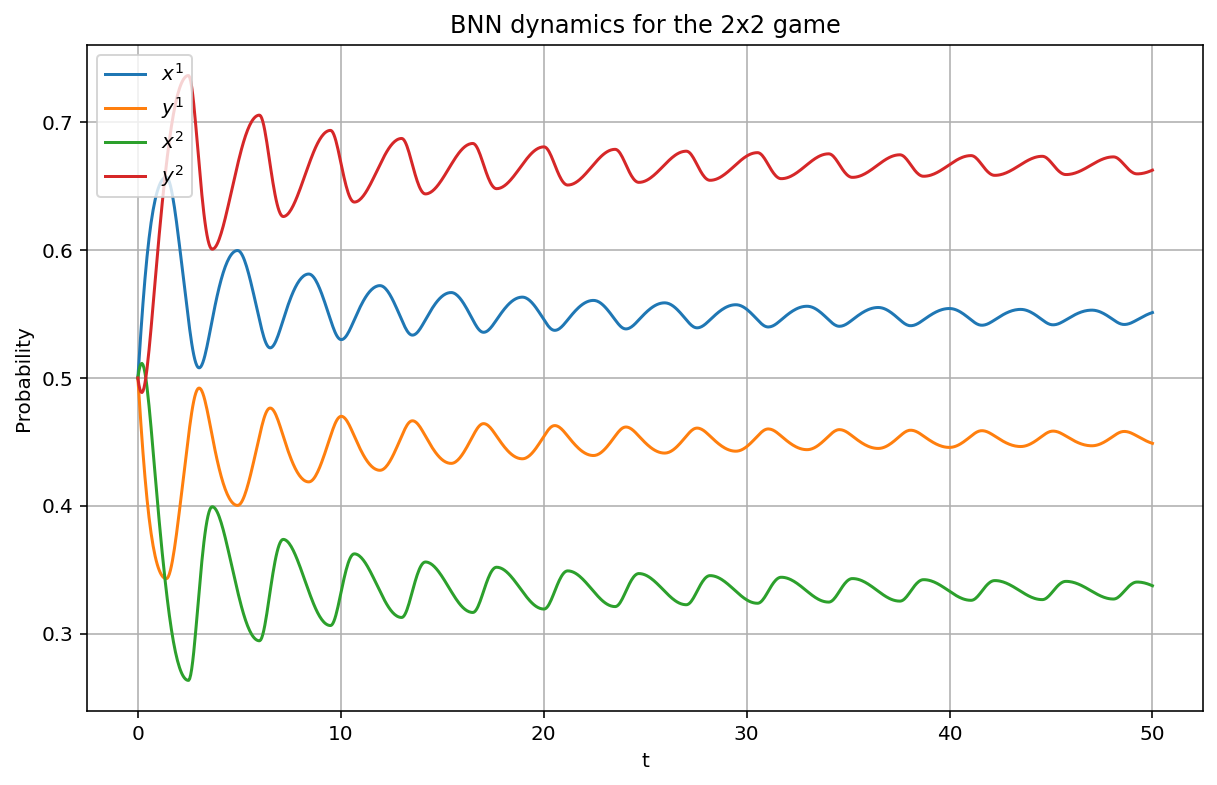 BNN dynamics for the 2x2 game
x¹
y¹
x²
y²
Probability
0.7
0.6
0.5
0.4
0.3
0 10 20 30 40 50
t